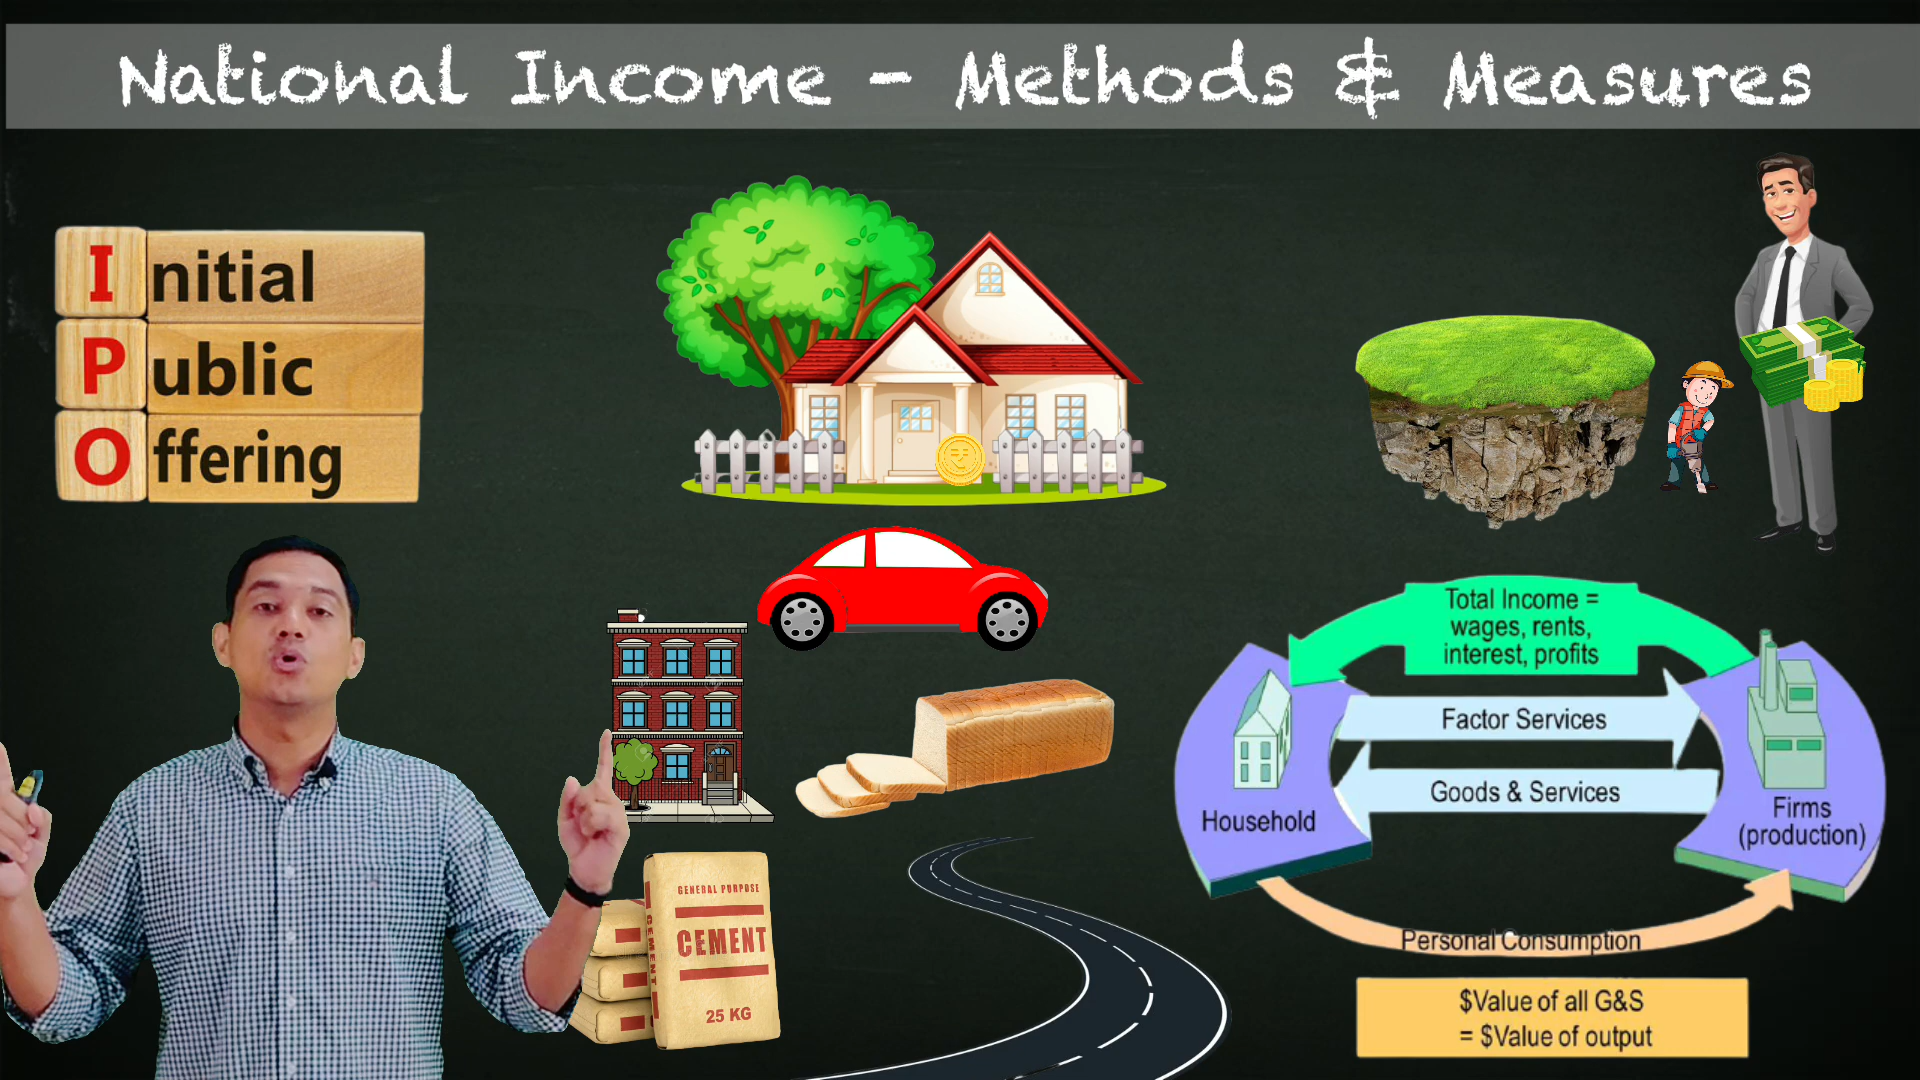 National Income - Methods & Measures
Initial
Public
Offering
Total Income =
wages, rents,
interest, profits
Factor Services
Goods & Services
Household
Firms
(production)
Personal Consumption
$Value of all G&S
= $Value of output
GENERAL PURPOSE
CEMENT
25 KG
CEMENT
₹